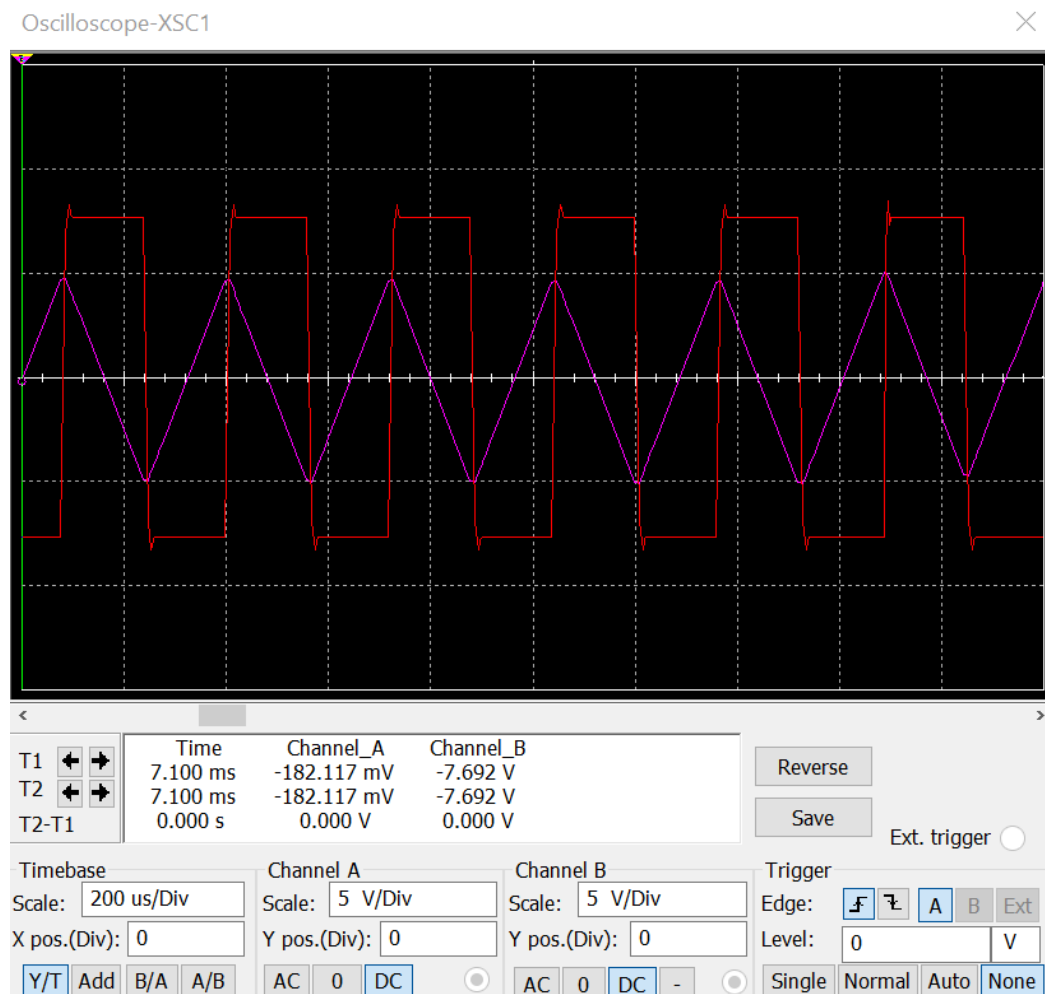 Oscilloscope-XSC1
Time Channel_A Channel_B
T1 7.100 ms -182.117 mV -7.692 V
T2 7.100 ms -182.117 mV -7.692 V
T2-T1 0.000 s 0.000 V 0.000 V
Reverse
Save
Ext. trigger
Timebase
Scale: 200 us/Div
X pos.(Div): 0
Y/T Add B/A A/B
Channel A
Scale: 5 V/Div
Y pos.(Div): 0
AC 0 DC
Channel B
Scale: 5 V/Div
Y pos.(Div): 0
AC 0 DC -
Trigger
Edge: A B Ext
Level: 0 V
Single Normal Auto None